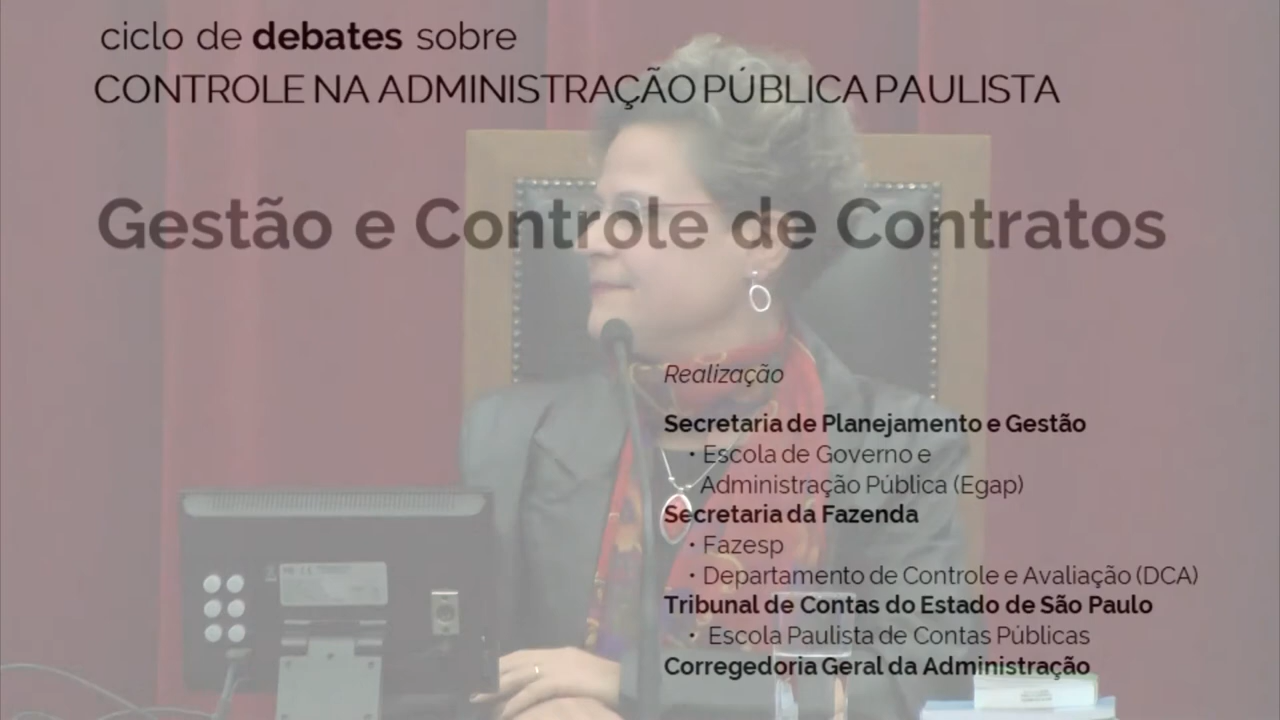 ciclo de debates sobre
CONTROLE NA ADMINISTRAÇÃO PÚBLICA PAULISTA
Gestão e Controle de Contratos
Realização
Secretaria de Planejamento e Gestão
• Escola de Governo e
Administração Pública (Egap)
Secretaria da Fazenda
• Fazesp
• Departamento de Controle e Avaliação (DCA)
Tribunal de Contas do Estado de São Paulo
• Escola Paulista de Contas Públicas
Corregedoria Geral da Administração